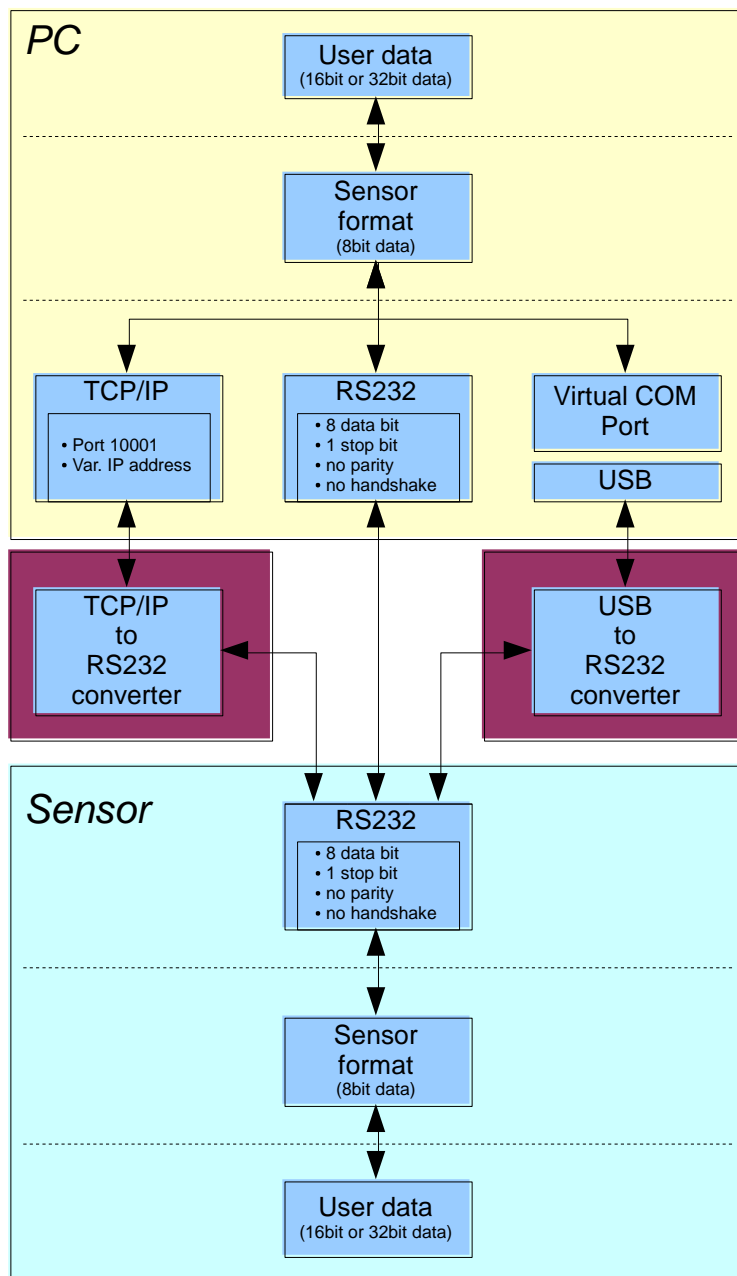 PC
User data
(16bit or 32bit data)
Sensor
format
(8bit data)
TCP/IP
• Port 10001
• Var. IP address
RS232
• 8 data bit
• 1 stop bit
• no parity
• no handshake
Virtual COM
Port
USB
TCP/IP
to
RS232
converter
USB
to
RS232
converter
Sensor
RS232
• 8 data bit
• 1 stop bit
• no parity
• no handshake
Sensor
format
(8bit data)
User data
(16bit or 32bit data)